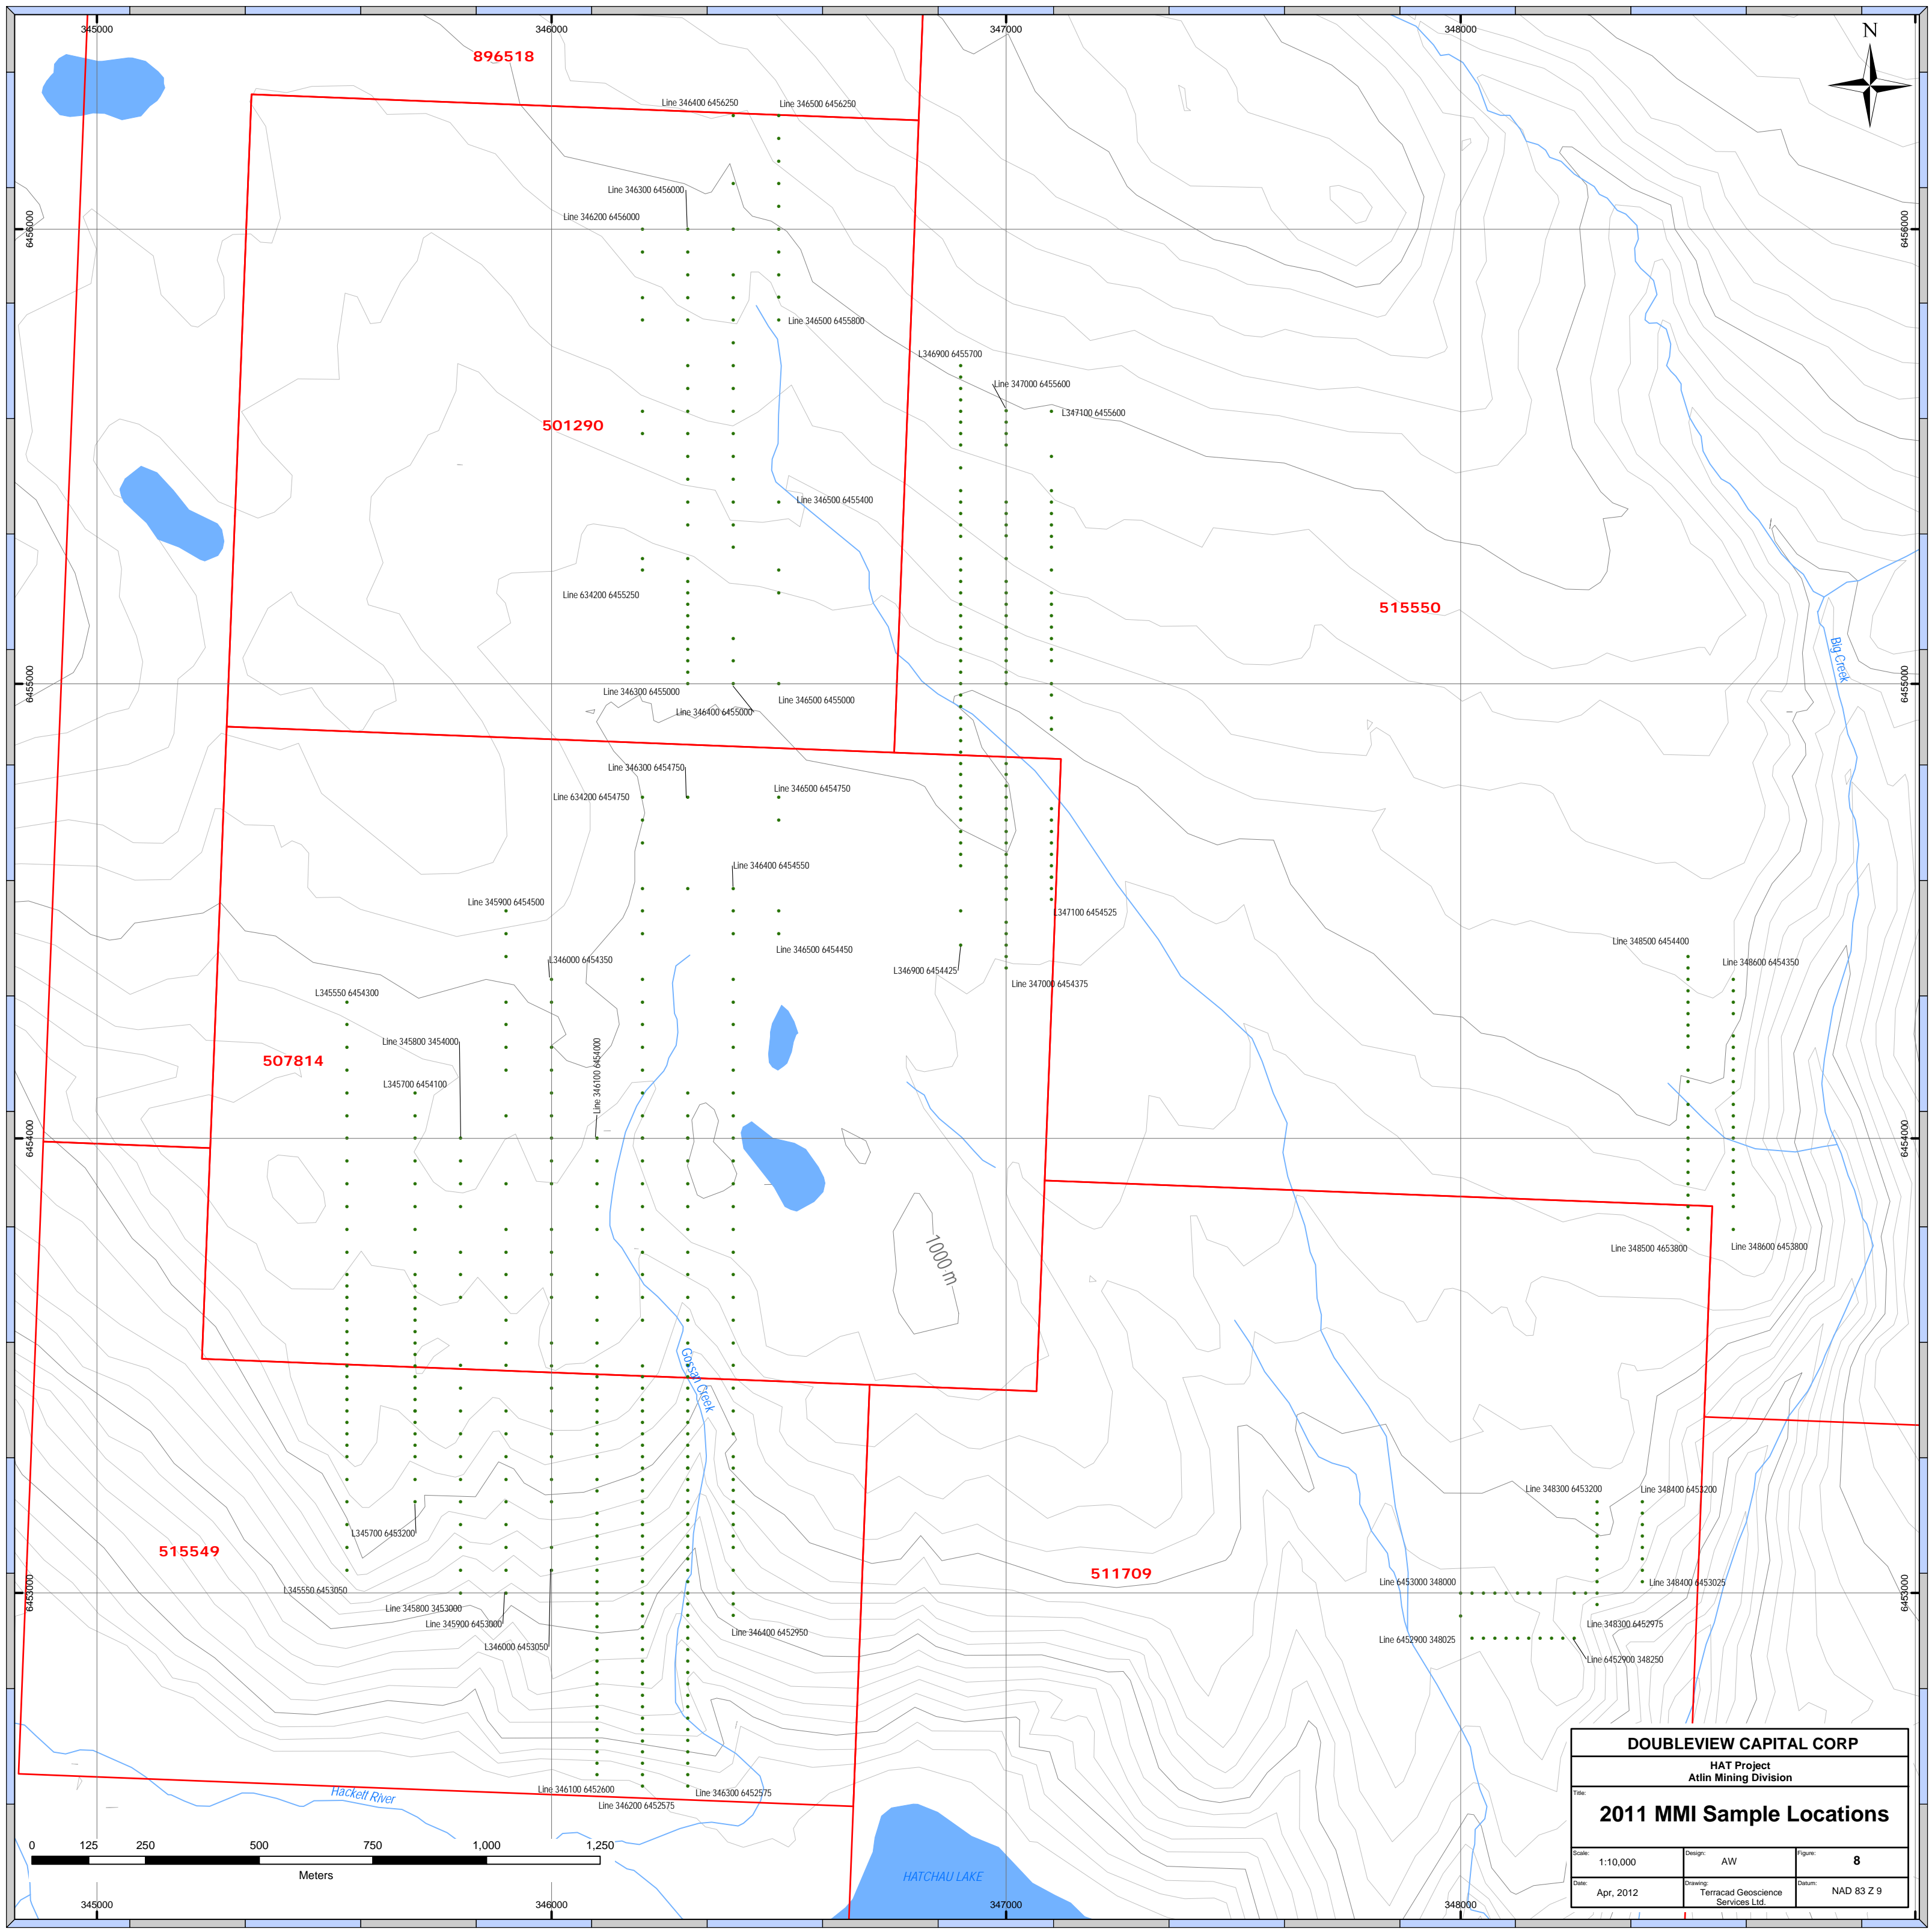 345000
346000
347000
348000
N
896518
Line 346400 6456250
Line 346500 6456250
Line 346300 6456000
Line 346200 6456000
6456000
6456000
Line 346500 6455800
L346900 6455700
Line 347000 6455600
L347100 6455600
501290
Line 346500 6455400
Line 634200 6455250
515550
Big Creek
6455000
6455000
Line 346300 6455000
Line 346500 6455000
Line 346400 6455000
Line 346300 6454750
Line 634200 6454750
Line 346500 6454750
Line 346400 6454550
Line 345900 6454500
L347100 6454525
Line 346500 6454450
L346000 6454350
L346900 6454425
Line 347000 6454375
Line 348500 6454400
Line 348600 6454350
L345550 6454300
Line 345800 3454000
507814
L345700 6454100
Line 346100 6454000
6454000
6454000
1000 m
Line 348500 4653800
Line 348600 6453800
Gossan Creek
Line 348300 6453200
Line 348400 6453200
L345700 6453200
515549
511709
Line 6453000 348000
Line 348400 6453025
L345550 6453050
6453000
6453000
Line 345800 3453000
Line 345900 6453000
Line 346400 6452950
Line 348300 6452975
L346000 6453050
Line 6452900 348025
Line 6452900 348250
Line 346100 6452600
Line 346300 6452575
Line 346200 6452575
Hackett River
HATCHAU LAKE
0 125 250 500 750 1,000 1,250
Meters
345000
346000
347000
348000
DOUBLEVIEW CAPITAL CORP
HAT Project
Atlin Mining Division
Title:
2011 MMI Sample Locations
Scale:
1:10,000
Design:
AW
Figure:
8
Date:
Apr, 2012
Drawing:
Terracad Geoscience
Services Ltd.
Datum:
NAD 83 Z 9